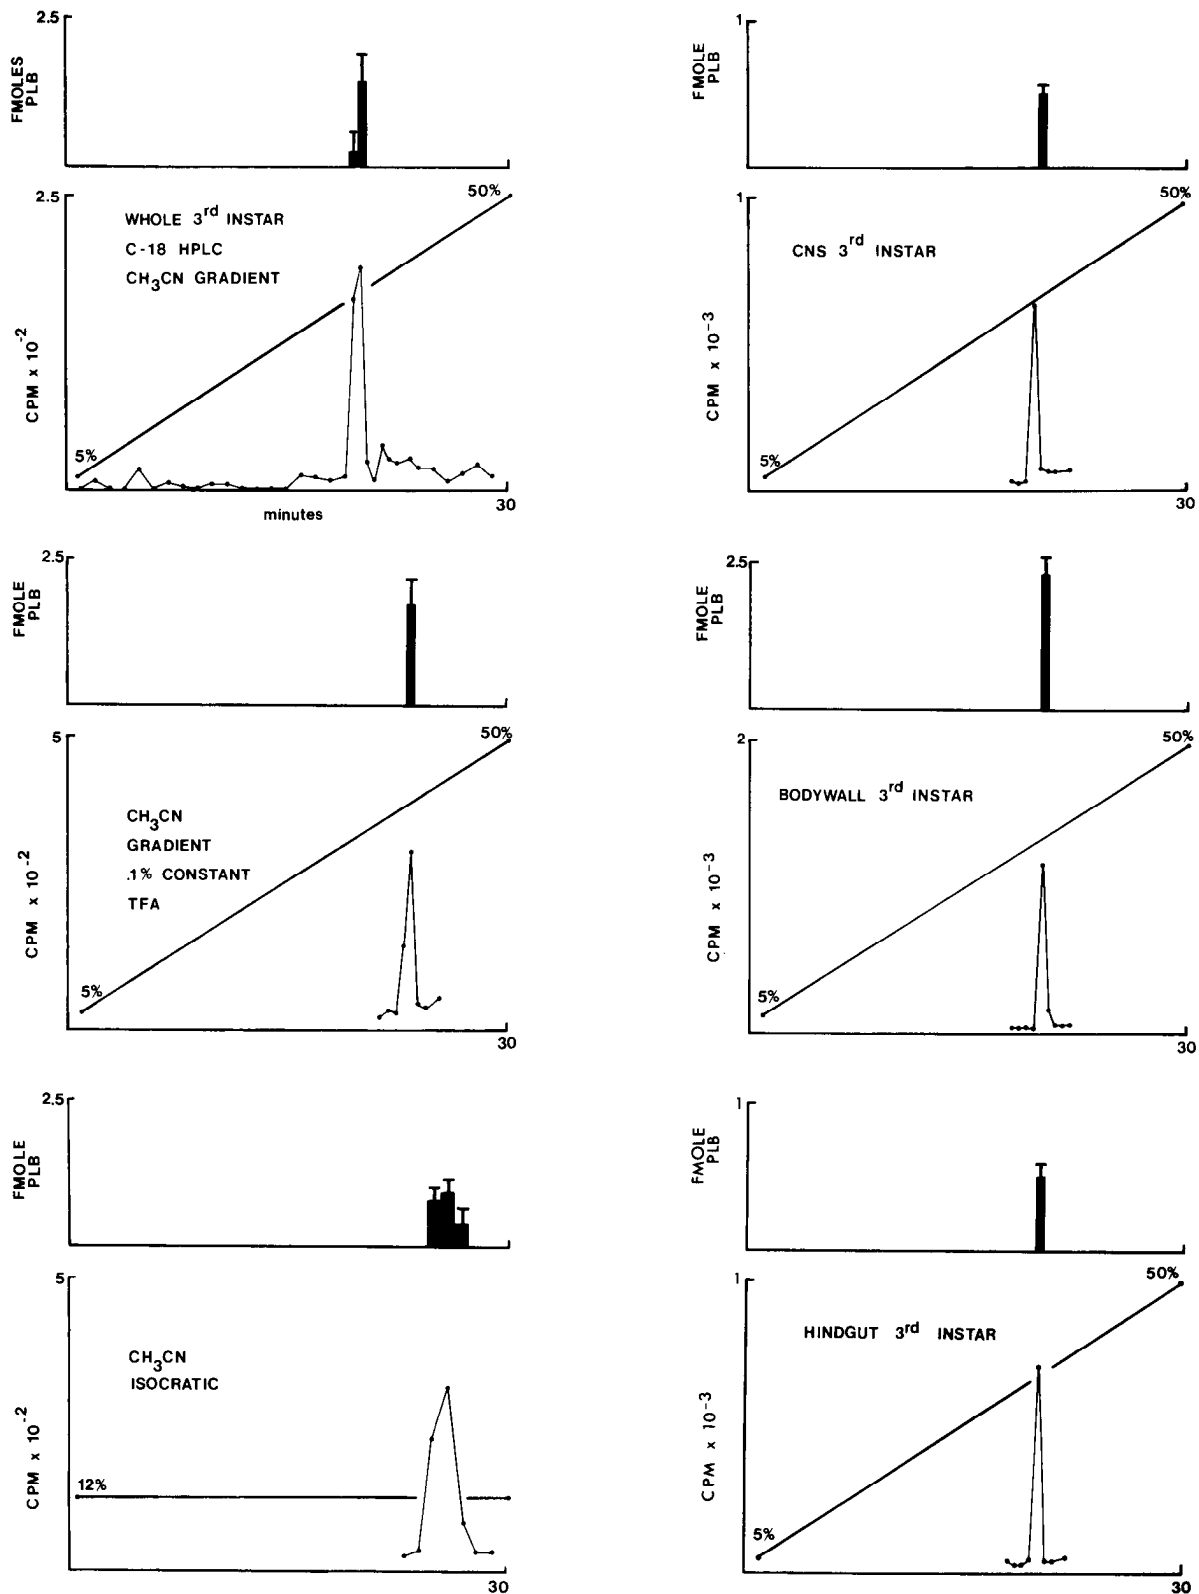 2.5
FMOLES
PLB
2.5
50%
WHOLE 3rd INSTAR
C-18 HPLC
CH3CN GRADIENT
CPM x 10-2
5%
minutes
30
1
FMOLE
PLB
1
50%
CNS 3rd INSTAR
CPM x 10-3
5%
30
2.5
FMOLE
PLB
5
50%
CH3CN
GRADIENT
.1% CONSTANT
TFA
CPM x 10-2
5%
30
2.5
FMOLE
PLB
2
50%
BODYWALL 3rd INSTAR
CPM x 10-3
5%
30
2.5
FMOLE
PLB
5
CH3CN
ISOCRATIC
CPM x 10-2
12%
30
1
FMOLE
PLB
1
50%
HINDGUT 3rd INSTAR
CPM x 10-3
5%
30